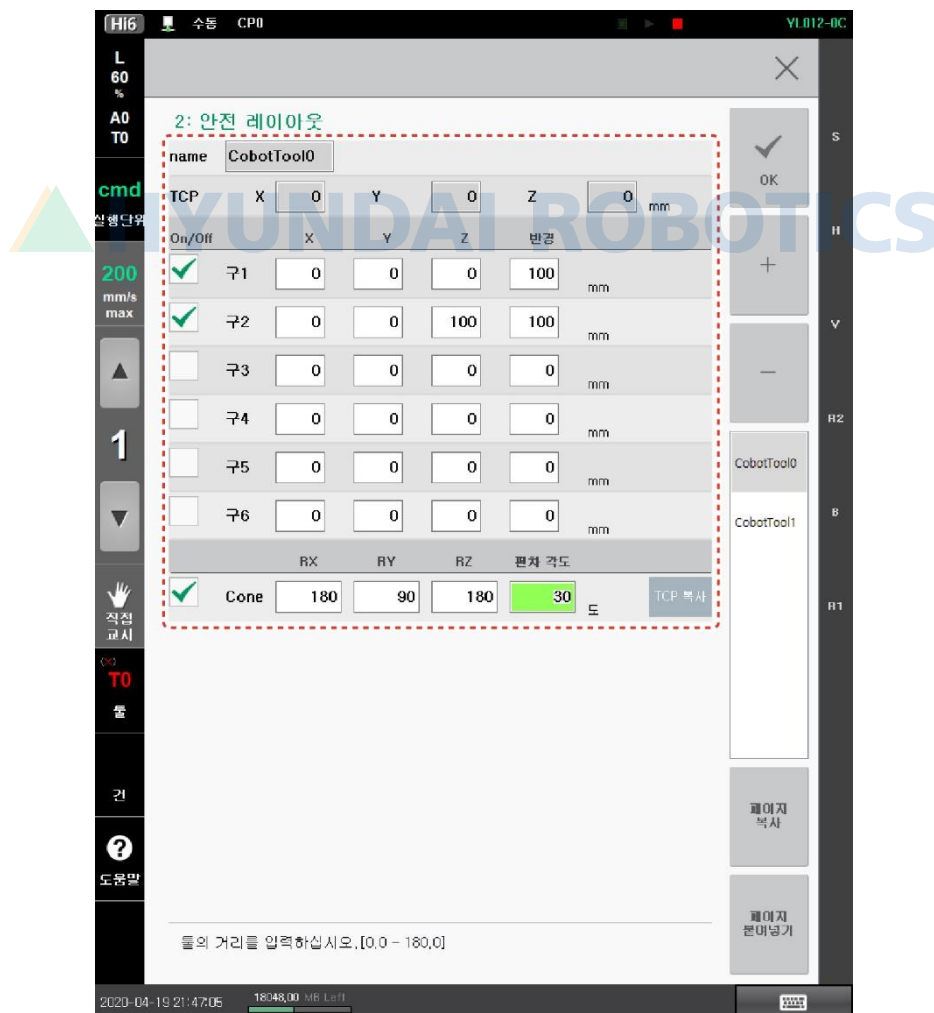 Hi6 수동 CP0 YL012-0C
L
60
%
A0
T0
cmd
실행단위
200
mm/s
max
1
직접
교시
(×)
T0
툴
건
?
도움말
2: 안전 레이아웃
name CobotTool0
TCP X 0 Y 0 Z 0 mm
On/Off X Y Z 반경
구1 0 0 0 100 mm
구2 0 0 100 100 mm
구3 0 0 0 0 mm
구4 0 0 0 0 mm
구5 0 0 0 0 mm
구6 0 0 0 0 mm
RX RY RZ 편차 각도
Cone 180 90 180 30 도 TCP 복사
툴의 거리를 입력하십시오.[0.0 - 180.0]
OK
+
-
CobotTool0
CobotTool1
페이지
복사
페이지
붙여넣기
S
H
V
R2
B
R1
2020-04-19 21:47:05 18048.00 MB Left
HYUNDAI ROBOTICS